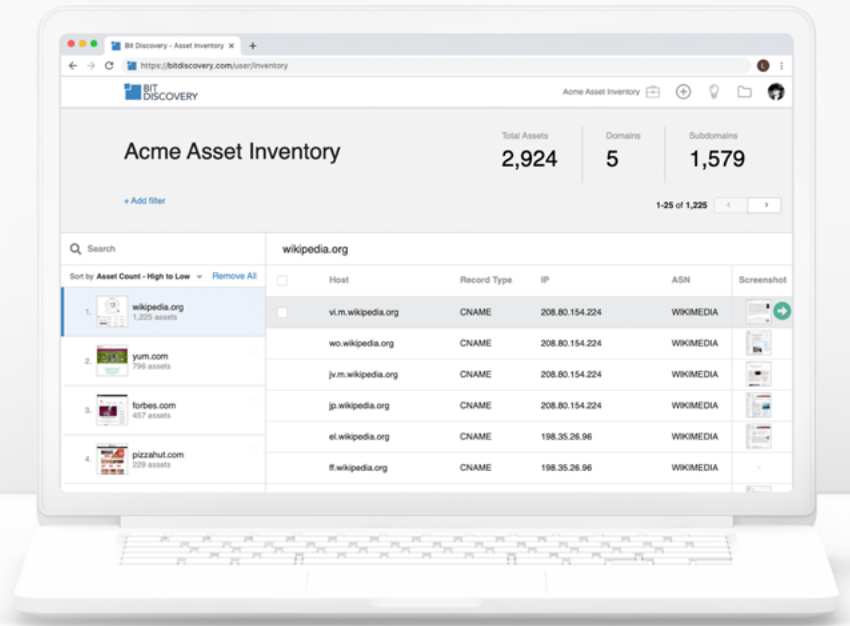 Bit Discovery - Asset Inventory
https://bitdiscovery.com/user/inventory
L
BIT
DISCOVERY
Acme Asset Inventory
Total Assets
Domains
Subdomains
Acme Asset Inventory
2,924
5
1,579
+ Add filter
1-25 of 1,225
Search
wikipedia.org
Sort by Asset Count - High to Low
Remove All
Host
Record Type
IP
ASN
Screenshot
1.
wikipedia.org
1,225 assets
vi.m.wikipedia.org CNAME 208.80.154.224 WIKIMEDIA
wo.wikipedia.org CNAME 208.80.154.224 WIKIMEDIA
2.
yum.com
796 assets
jv.m.wikipedia.org CNAME 208.80.154.224 WIKIMEDIA
3.
forbes.com
457 assets
jp.wikipedia.org CNAME 208.80.154.224 WIKIMEDIA
el.wikipedia.org CNAME 198.35.26.96 WIKIMEDIA
4.
pizzahut.com
229 assets
ff.wikipedia.org CNAME 198.35.26.96 WIKIMEDIA